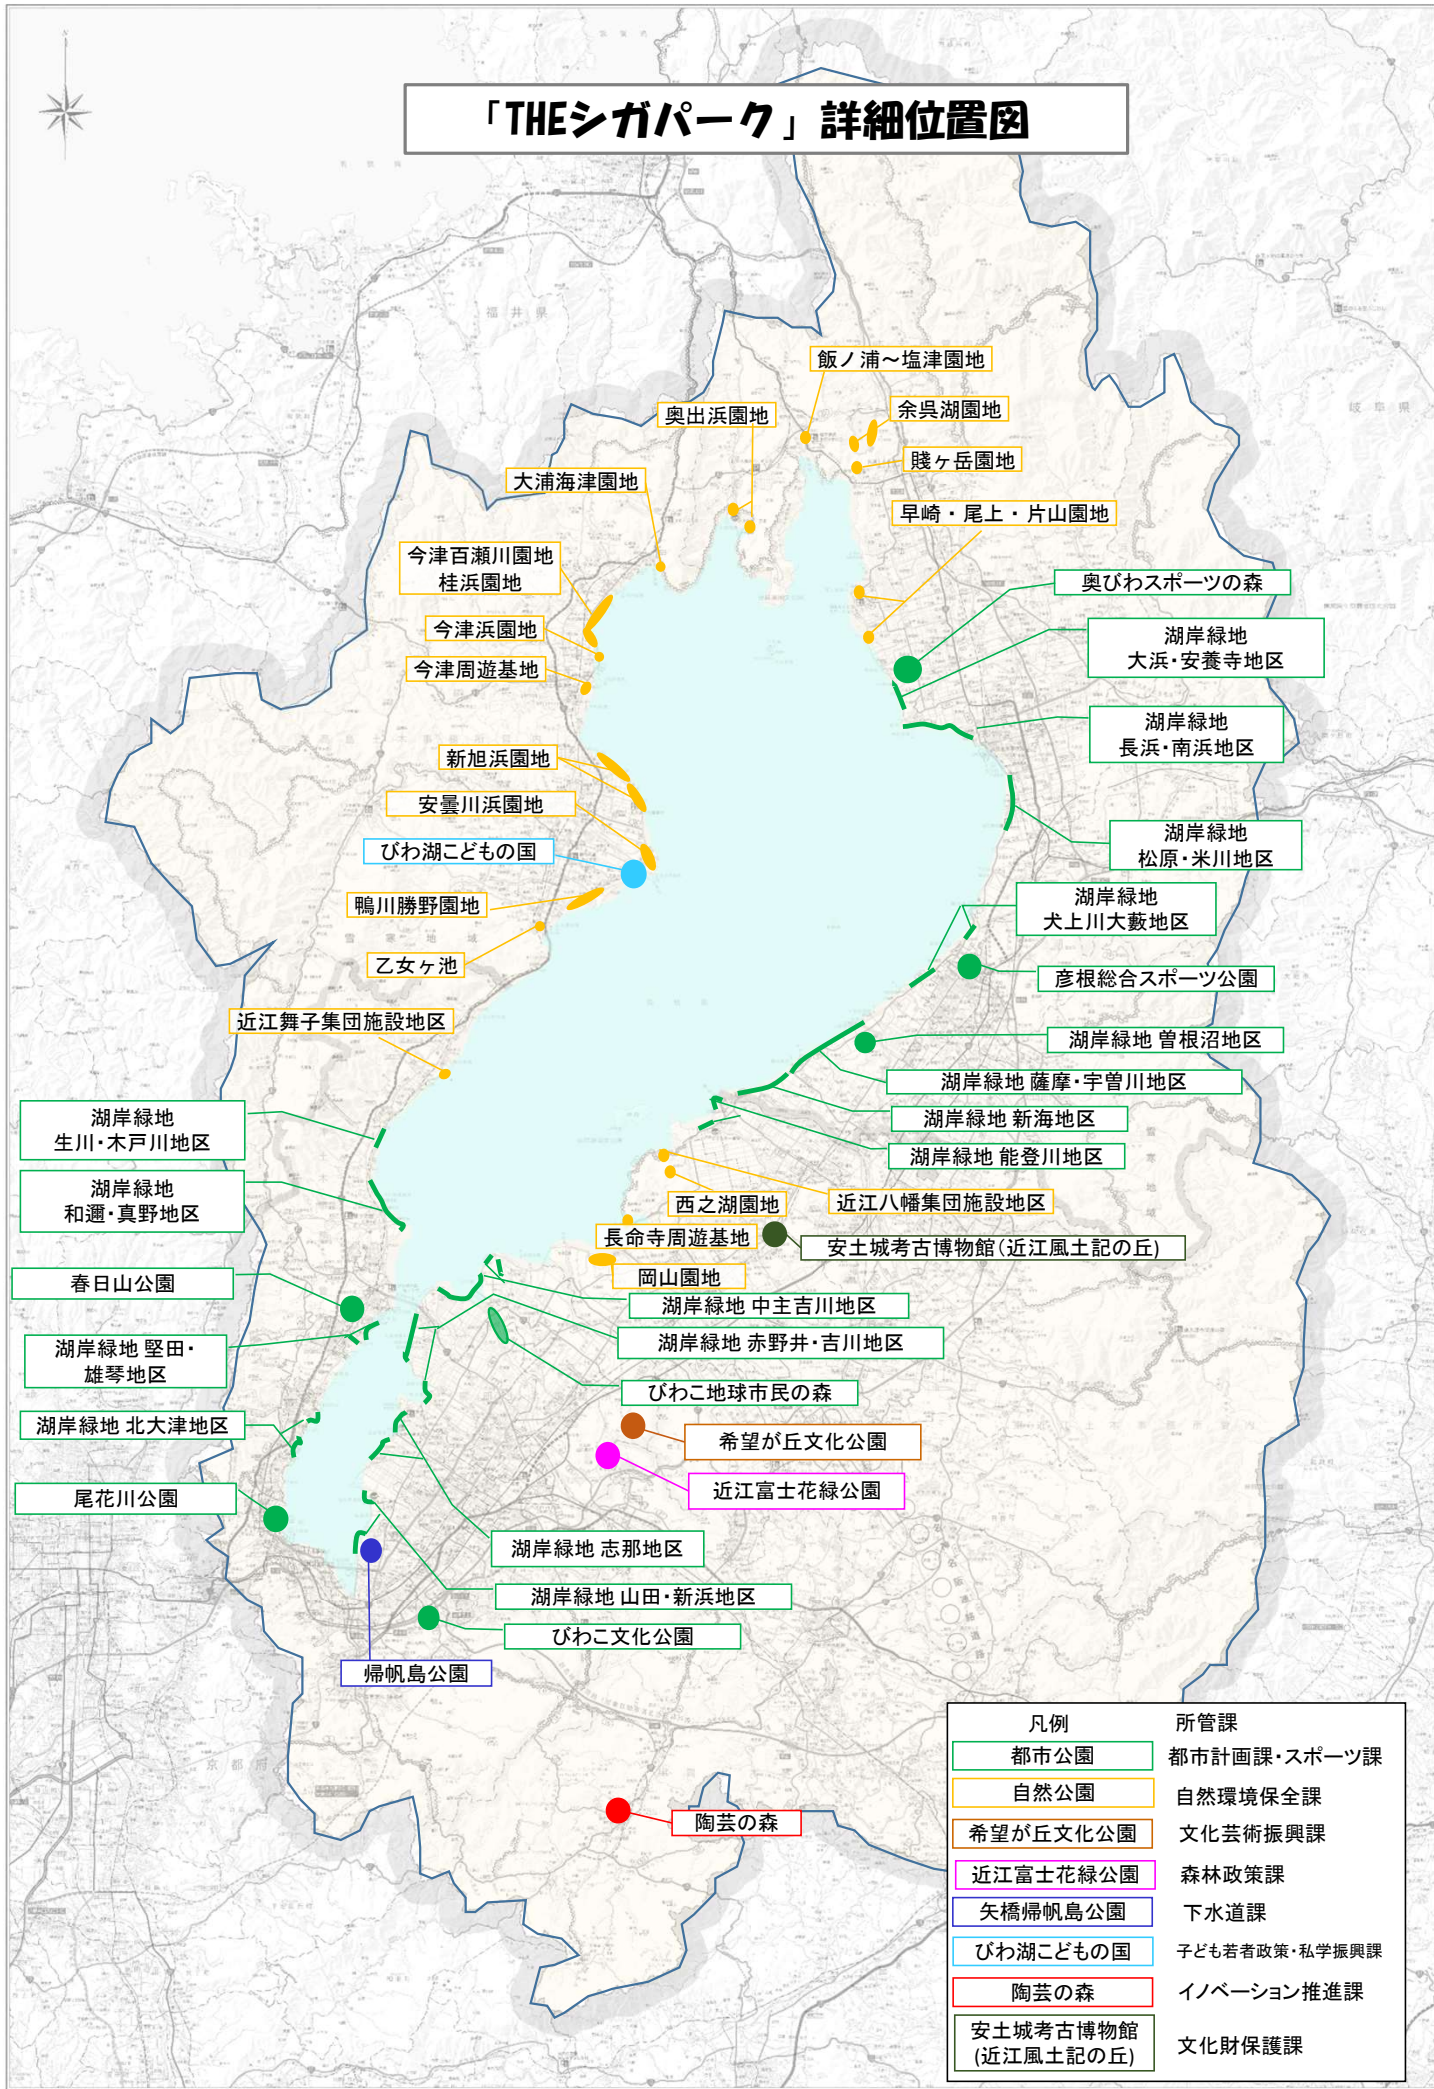 「THEシガパーク」詳細位置図
福井県
岐阜県
飯ノ浦～塩津園地
奥出浜園地
余呉湖園地
賤ヶ岳園地
大浦海津園地
早崎・尾上・片山園地
今津百瀬川園地
桂浜園地
奥びわスポーツの森
今津浜園地
湖岸緑地
大浜・安養寺地区
今津周遊基地
湖岸緑地
長浜・南浜地区
新旭浜園地
安曇川浜園地
湖岸緑地
松原・米川地区
びわ湖こどもの国
鴨川勝野園地
湖岸緑地
犬上川大藪地区
雪寒地域
乙女ヶ池
彦根総合スポーツ公園
近江舞子集団施設地区
湖岸緑地 曽根沼地区
湖岸緑地 薩摩・宇曽川地区
湖岸緑地
生川・木戸川地区
湖岸緑地 新海地区
湖岸緑地 能登川地区
湖岸緑地
和邇・真野地区
西之湖園地
近江八幡集団施設地区
長命寺周遊基地
安土城考古博物館(近江風土記の丘)
春日山公園
岡山園地
湖岸緑地 中主吉川地区
湖岸緑地 堅田・
雄琴地区
湖岸緑地 赤野井・吉川地区
びわこ地球市民の森
湖岸緑地 北大津地区
希望が丘文化公園
尾花川公園
近江富士花緑公園
湖岸緑地 志那地区
湖岸緑地 山田・新浜地区
びわこ文化公園
帰帆島公園
京都府
陶芸の森
凡例 所管課
都市公園 都市計画課・スポーツ課
自然公園 自然環境保全課
希望が丘文化公園 文化芸術振興課
近江富士花緑公園 森林政策課
矢橋帰帆島公園 下水道課
びわ湖こどもの国 子ども若者政策・私学振興課
陶芸の森 イノベーション推進課
安土城考古博物館
(近江風土記の丘) 文化財保護課